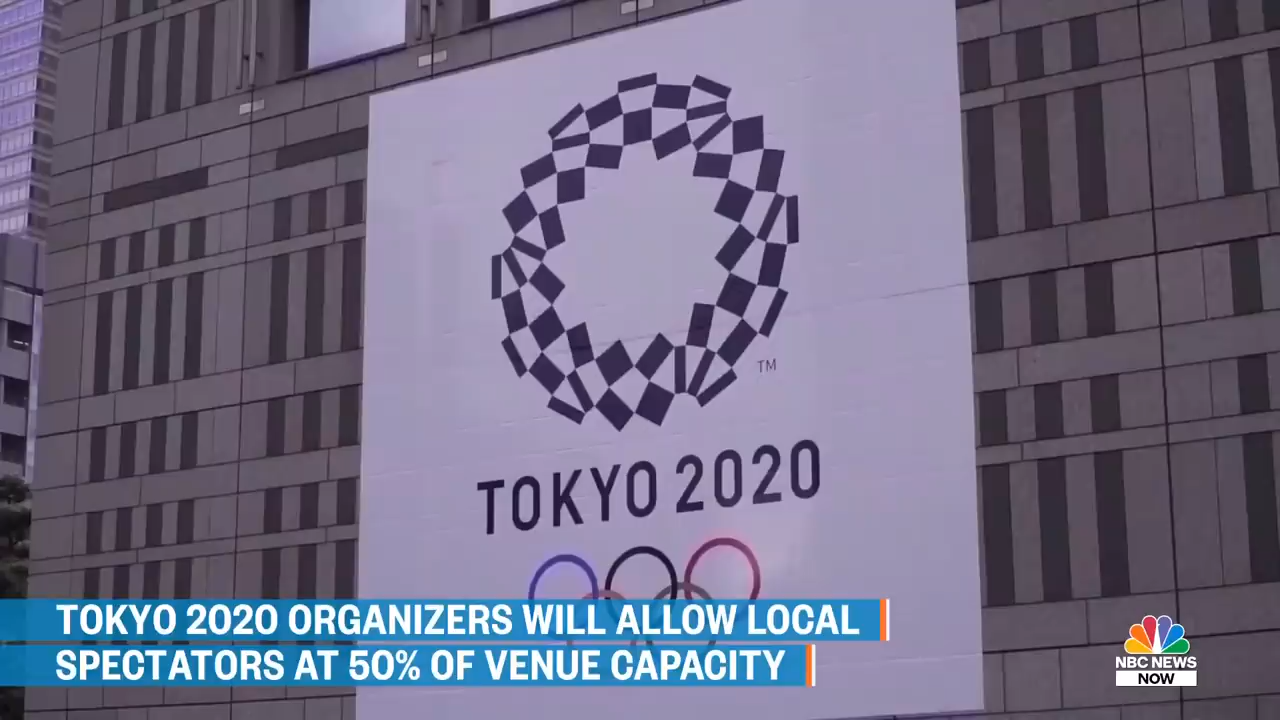 TM
TOKYO 2020
TOKYO 2020 ORGANIZERS WILL ALLOW LOCAL
SPECTATORS AT 50% OF VENUE CAPACITY
NBC NEWS
NOW